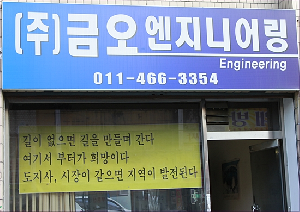 (주)금오엔지니어링
Engineering
011-466-3354
길이 없으면 길을 만들며 간다
여기서 부터가 희망이다
도지사, 시장이 같으면 지역이 발전된다